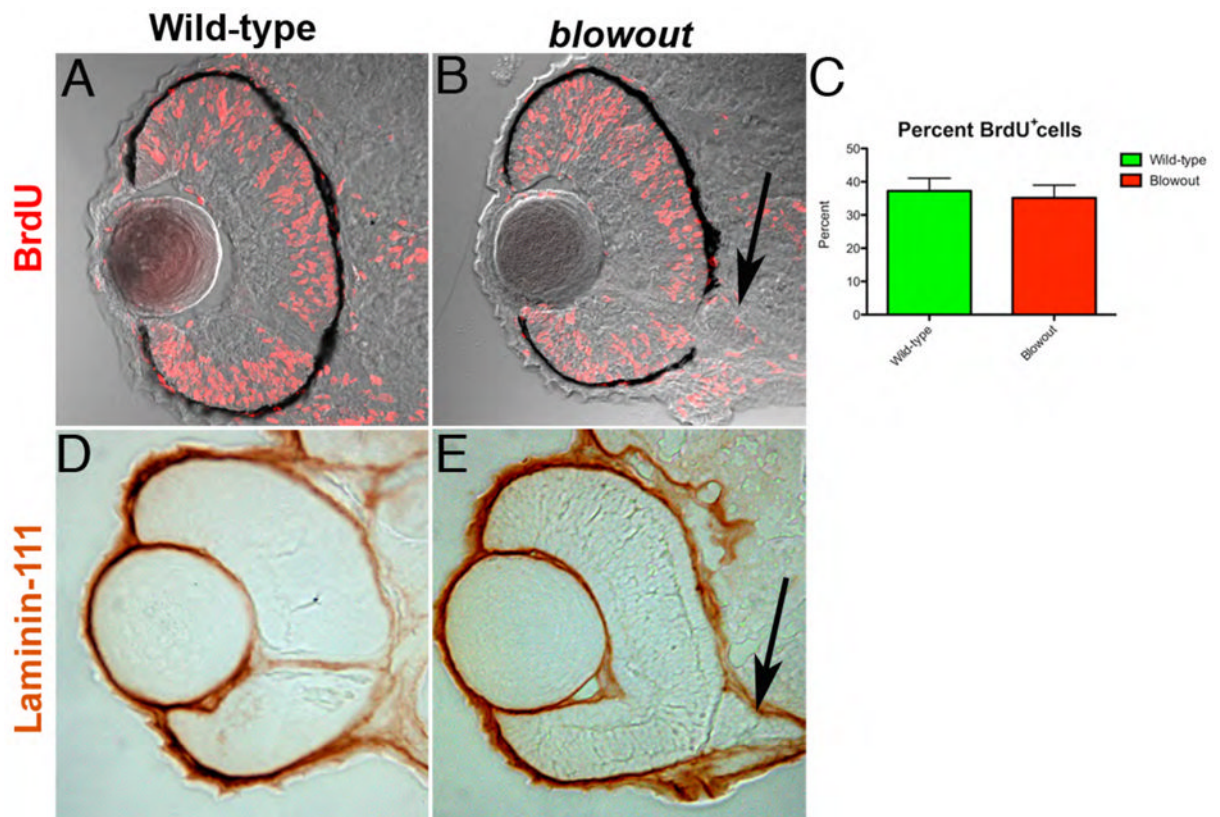 Wild-type
blowout
BrdU
A
B
C
Percent BrdU+cells
Percent
50
40
30
20
10
0
Wild-type
Blowout
Wild-type
Blowout
Laminin-111
D
E